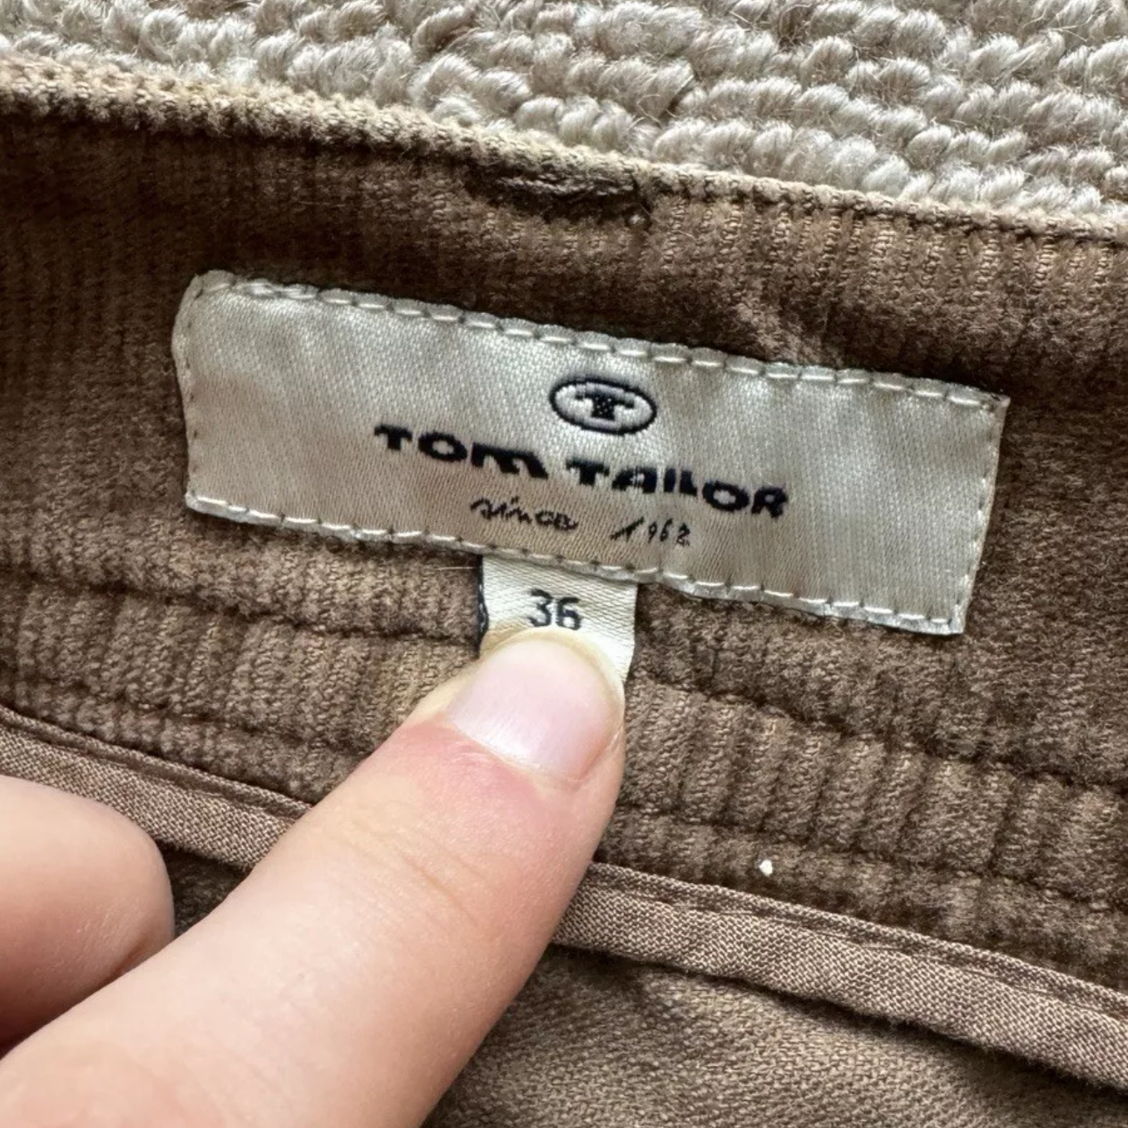 T
TOM TAILOR
since 1962
36